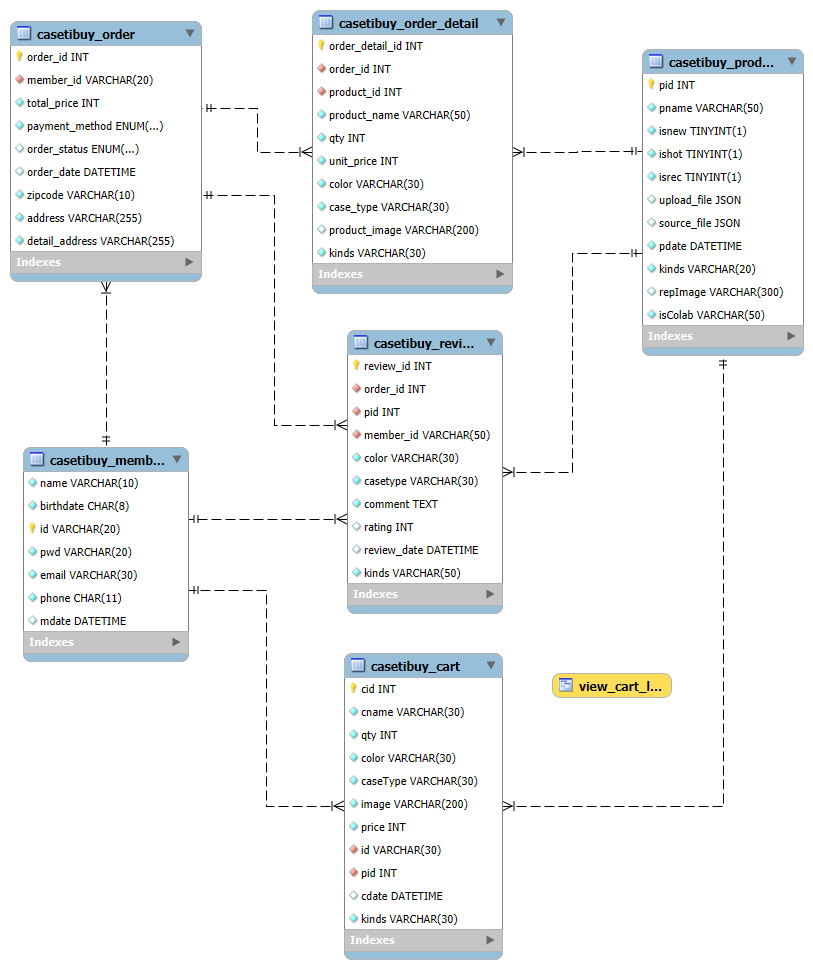 casetibuy_order
order_id INT
member_id VARCHAR(20)
total_price INT
payment_method ENUM(...)
order_status ENUM(...)
order_date DATETIME
zipcode VARCHAR(10)
address VARCHAR(255)
detail_address VARCHAR(255)
Indexes
casetibuy_order_detail
order_detail_id INT
order_id INT
product_id INT
product_name VARCHAR(50)
qty INT
unit_price INT
color VARCHAR(30)
case_type VARCHAR(30)
product_image VARCHAR(200)
kinds VARCHAR(30)
Indexes
casetibuy_prod...
pid INT
pname VARCHAR(50)
isnew TINYINT(1)
ishot TINYINT(1)
isrec TINYINT(1)
upload_file JSON
source_file JSON
pdate DATETIME
kinds VARCHAR(20)
repImage VARCHAR(300)
isColab VARCHAR(50)
Indexes
casetibuy_revi...
review_id INT
order_id INT
pid INT
member_id VARCHAR(50)
color VARCHAR(30)
casetype VARCHAR(30)
comment TEXT
rating INT
review_date DATETIME
kinds VARCHAR(50)
Indexes
casetibuy_memb...
name VARCHAR(10)
birthdate CHAR(8)
id VARCHAR(20)
pwd VARCHAR(20)
email VARCHAR(30)
phone CHAR(11)
mdate DATETIME
Indexes
casetibuy_cart
cid INT
cname VARCHAR(30)
qty INT
color VARCHAR(30)
caseType VARCHAR(30)
image VARCHAR(200)
price INT
id VARCHAR(30)
pid INT
cdate DATETIME
kinds VARCHAR(30)
Indexes
view_cart_l...